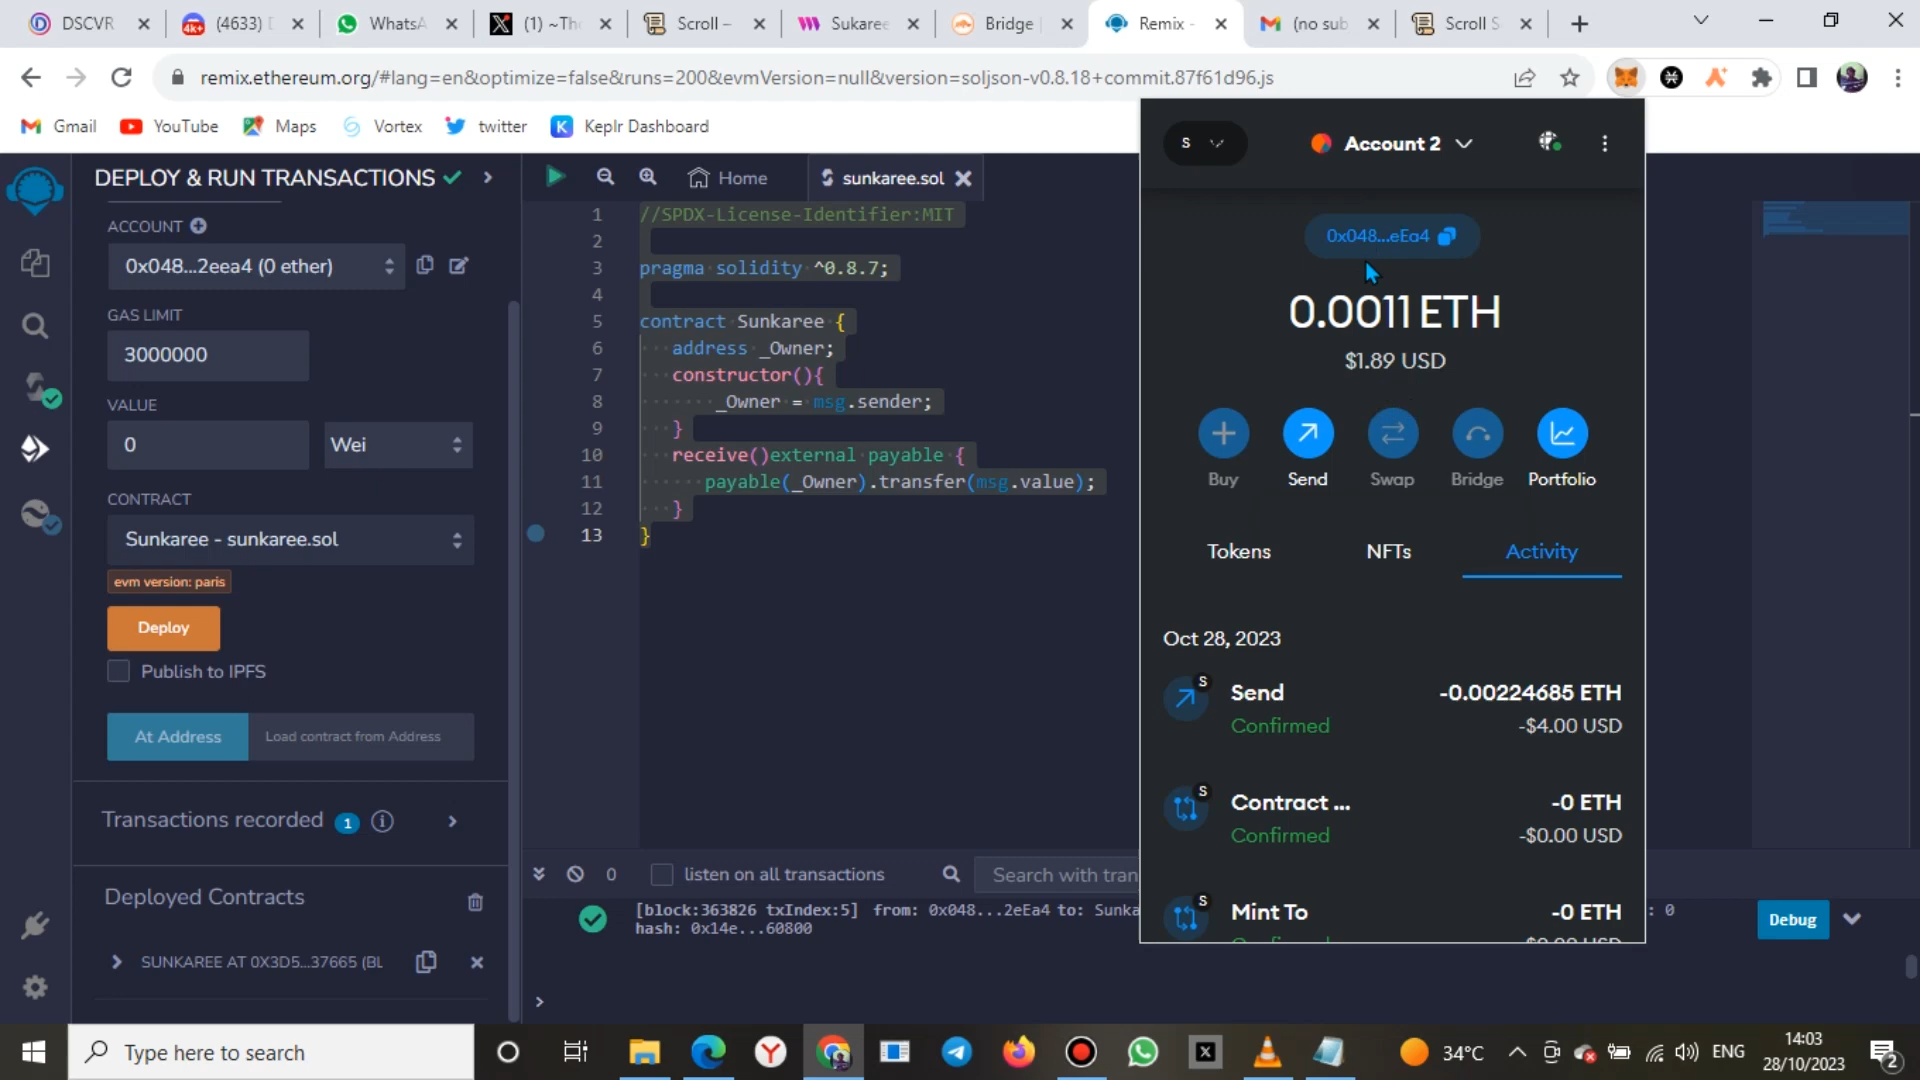 DSCVR
(4633) D
WhatsA
(1) ~The
Scroll –
Sukaree
Bridge
Remix -
(no sub
Scroll S
remix.ethereum.org/#lang=en&optimize=false&runs=200&evmVersion=null&version=soljson-v0.8.18+commit.87f61d96.js
Gmail
YouTube
Maps
Vortex
twitter
Keplr Dashboard
DEPLOY & RUN TRANSACTIONS
ACCOUNT
0x048...2eea4 (0 ether)
GAS LIMIT
3000000
VALUE
0
Wei
CONTRACT
Sunkaree - sunkaree.sol
evm version: paris
Deploy
Publish to IPFS
At Address
Load contract from Address
Transactions recorded 1
Deployed Contracts
SUNKAREE AT 0X3D5...37665 (BL
Home
sunkaree.sol
1 //SPDX-License-Identifier:MIT
2
3 pragma solidity ^0.8.7;
4
5 contract Sunkaree {
6 address _Owner;
7 constructor(){
8 _Owner = msg.sender;
9 }
10 receive()external payable {
11 payable(_Owner).transfer(msg.value);
12 }
13 }
0
listen on all transactions
Search with tran
[block:363826 txIndex:5] from: 0x048...2eEa4 to: Sunka
: 0
hash: 0x14e...60800
Debug
>
S
Account 2
0x048...eEa4
0.0011 ETH
$1.89 USD
Buy
Send
Swap
Bridge
Portfolio
Tokens
NFTs
Activity
Oct 28, 2023
S
Send
-0.00224685 ETH
Confirmed
-$4.00 USD
S
Contract ...
-0 ETH
Confirmed
-$0.00 USD
S
Mint To
-0 ETH
Type here to search
34°C
ENG
14:03
28/10/2023
2